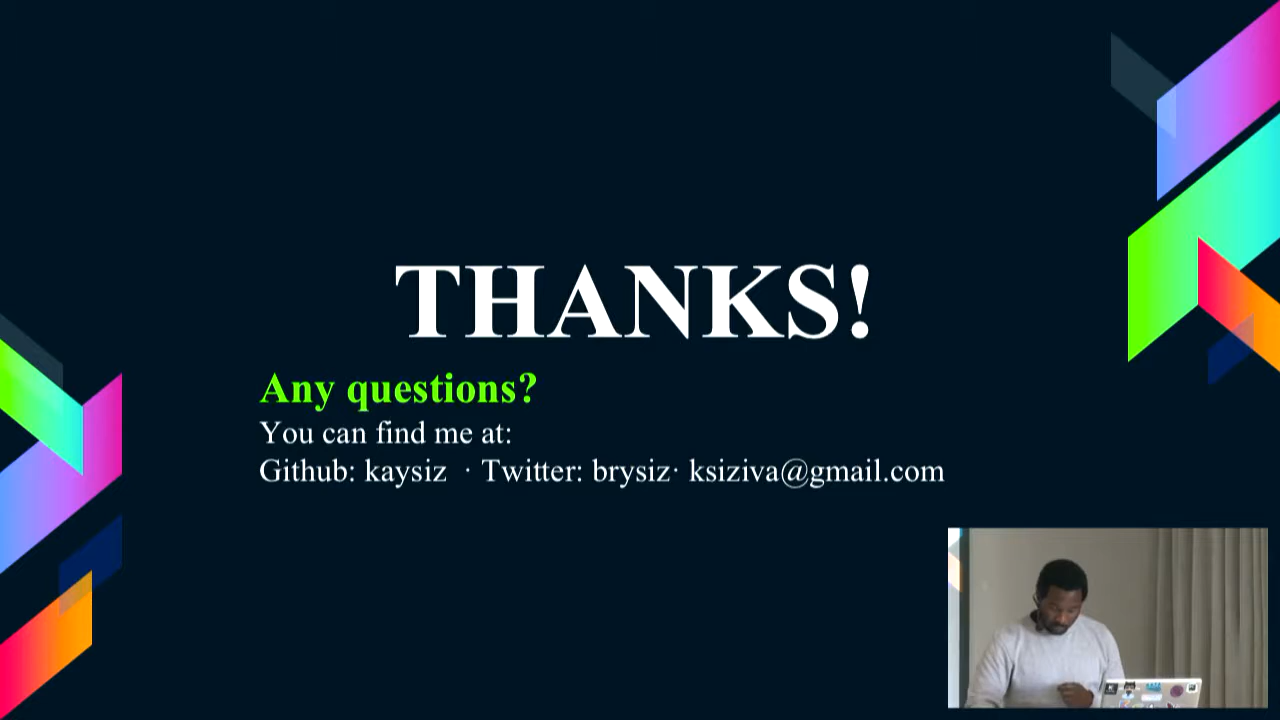 THANKS!
Any questions?
You can find me at:
Github: kaysiz · Twitter: brysiz· ksiziva@gmail.com